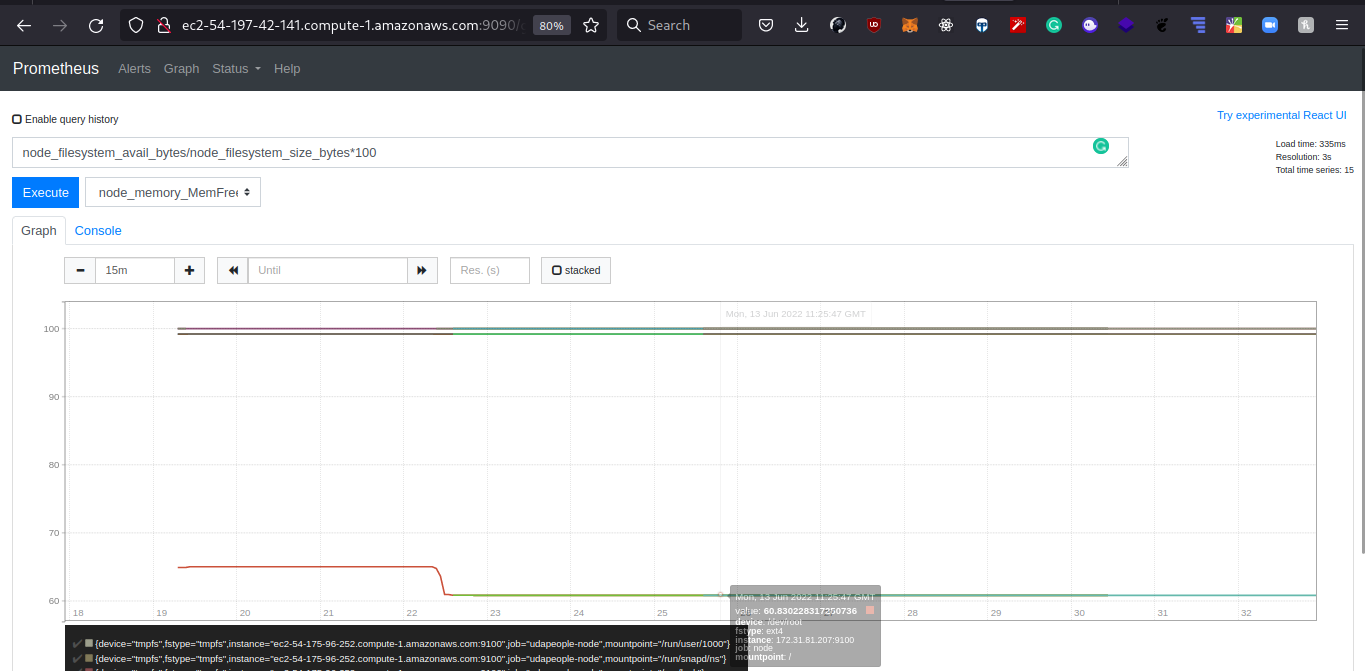 ec2-54-197-42-141.compute-1.amazonaws.com:9090/
80%
Search
Prometheus Alerts Graph Status Help
Enable query history
Try experimental React UI
node_filesystem_avail_bytes/node_filesystem_size_bytes*100
Load time: 335ms
Resolution: 3s
Total time series: 15
Execute node_memory_MemFree
Graph Console
15m Until Res. (s) stacked
Mon, 13 Jun 2022 11:25:47 GMT
100
90
80
70
60
18 19 20 21 22 23 24 25 28 29 30 31 32
Mon, 13 Jun 2022 11:25:47 GMT
value: 60.830228317250736
device: /dev/root
fstype: ext4
instance: 172.31.81.207:9100
job: node
mountpoint: /
{device="tmpfs",fstype="tmpfs",instance="ec2-54-175-96-252.compute-1.amazonaws.com:9100",job="udapeople-node",mountpoint="/run/user/1000"}
{device="tmpfs",fstype="tmpfs",instance="ec2-54-175-96-252.compute-1.amazonaws.com:9100",job="udapeople-node",mountpoint="/run/snapd/ns"}